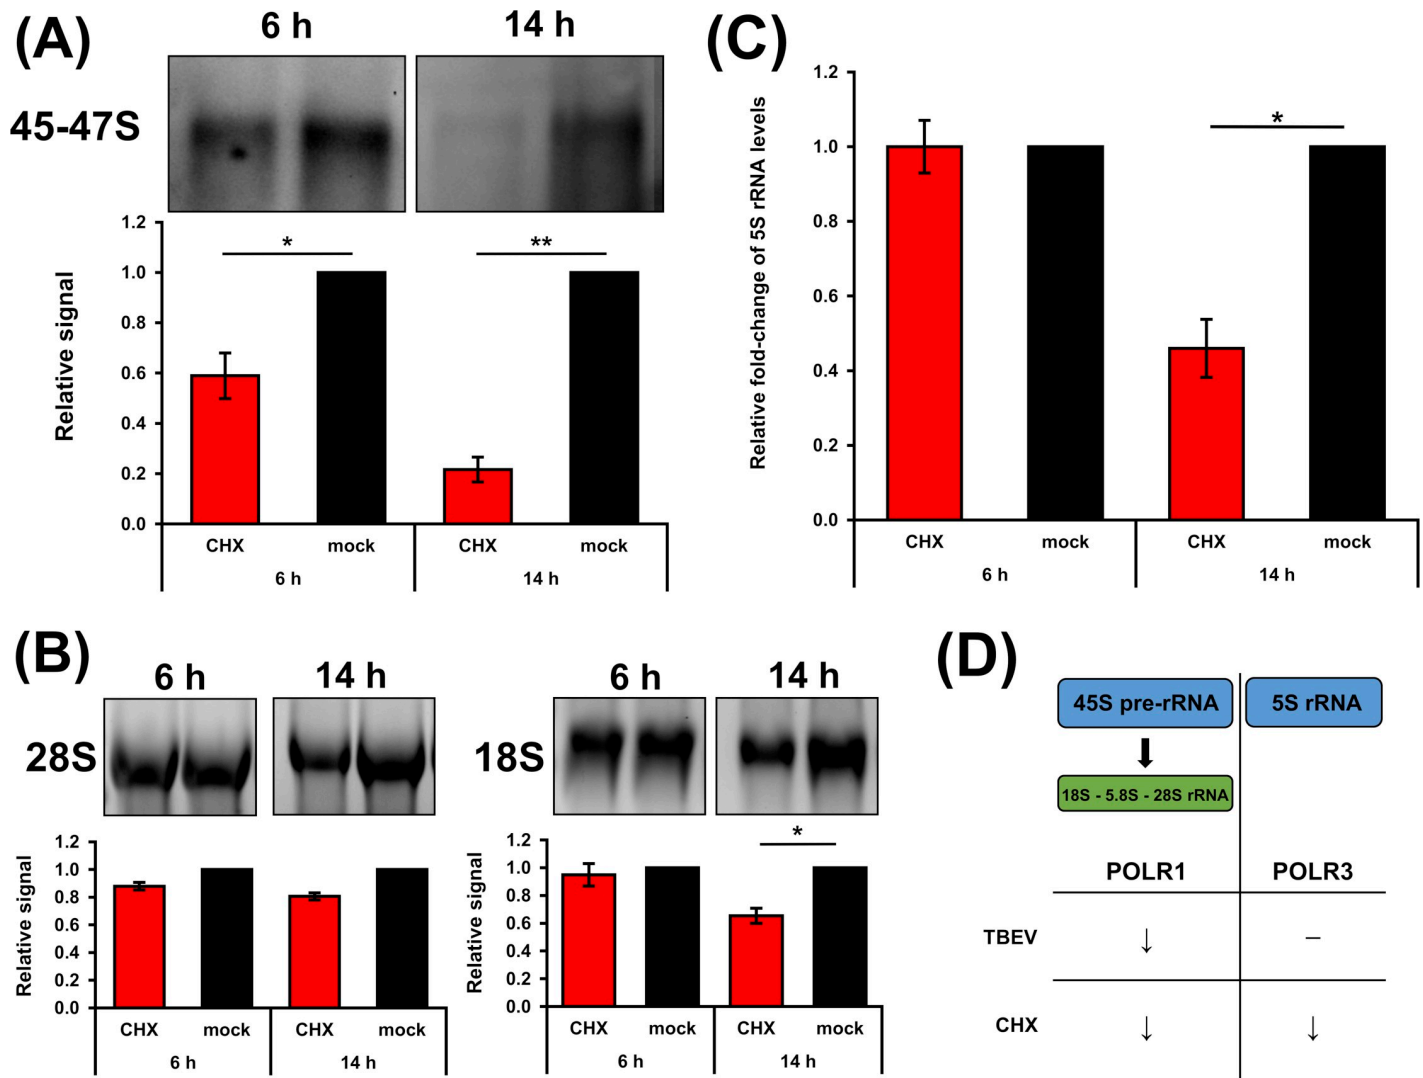 (A)
6 h 14 h
45-47S
Relative signal
1.2
1.0
0.8
0.6
0.4
0.2
0.0
* **
CHX mock CHX mock
6 h 14 h
(C)
Relative fold-change of 5S rRNA levels
1.2
1.0
0.8
0.6
0.4
0.2
0.0
*
CHX mock CHX mock
6 h 14 h
(B)
6 h 14 h
28S
Relative signal
1.2
1.0
0.8
0.6
0.4
0.2
0.0
CHX mock CHX mock
6 h 14 h
6 h 14 h
18S
Relative signal
1.2
1.0
0.8
0.6
0.4
0.2
0.0
*
CHX mock CHX mock
6 h 14 h
(D)
45S pre-rRNA 5S rRNA
18S - 5.8S - 28S rRNA
POLR1 POLR3
TBEV ↓ –
CHX ↓ ↓